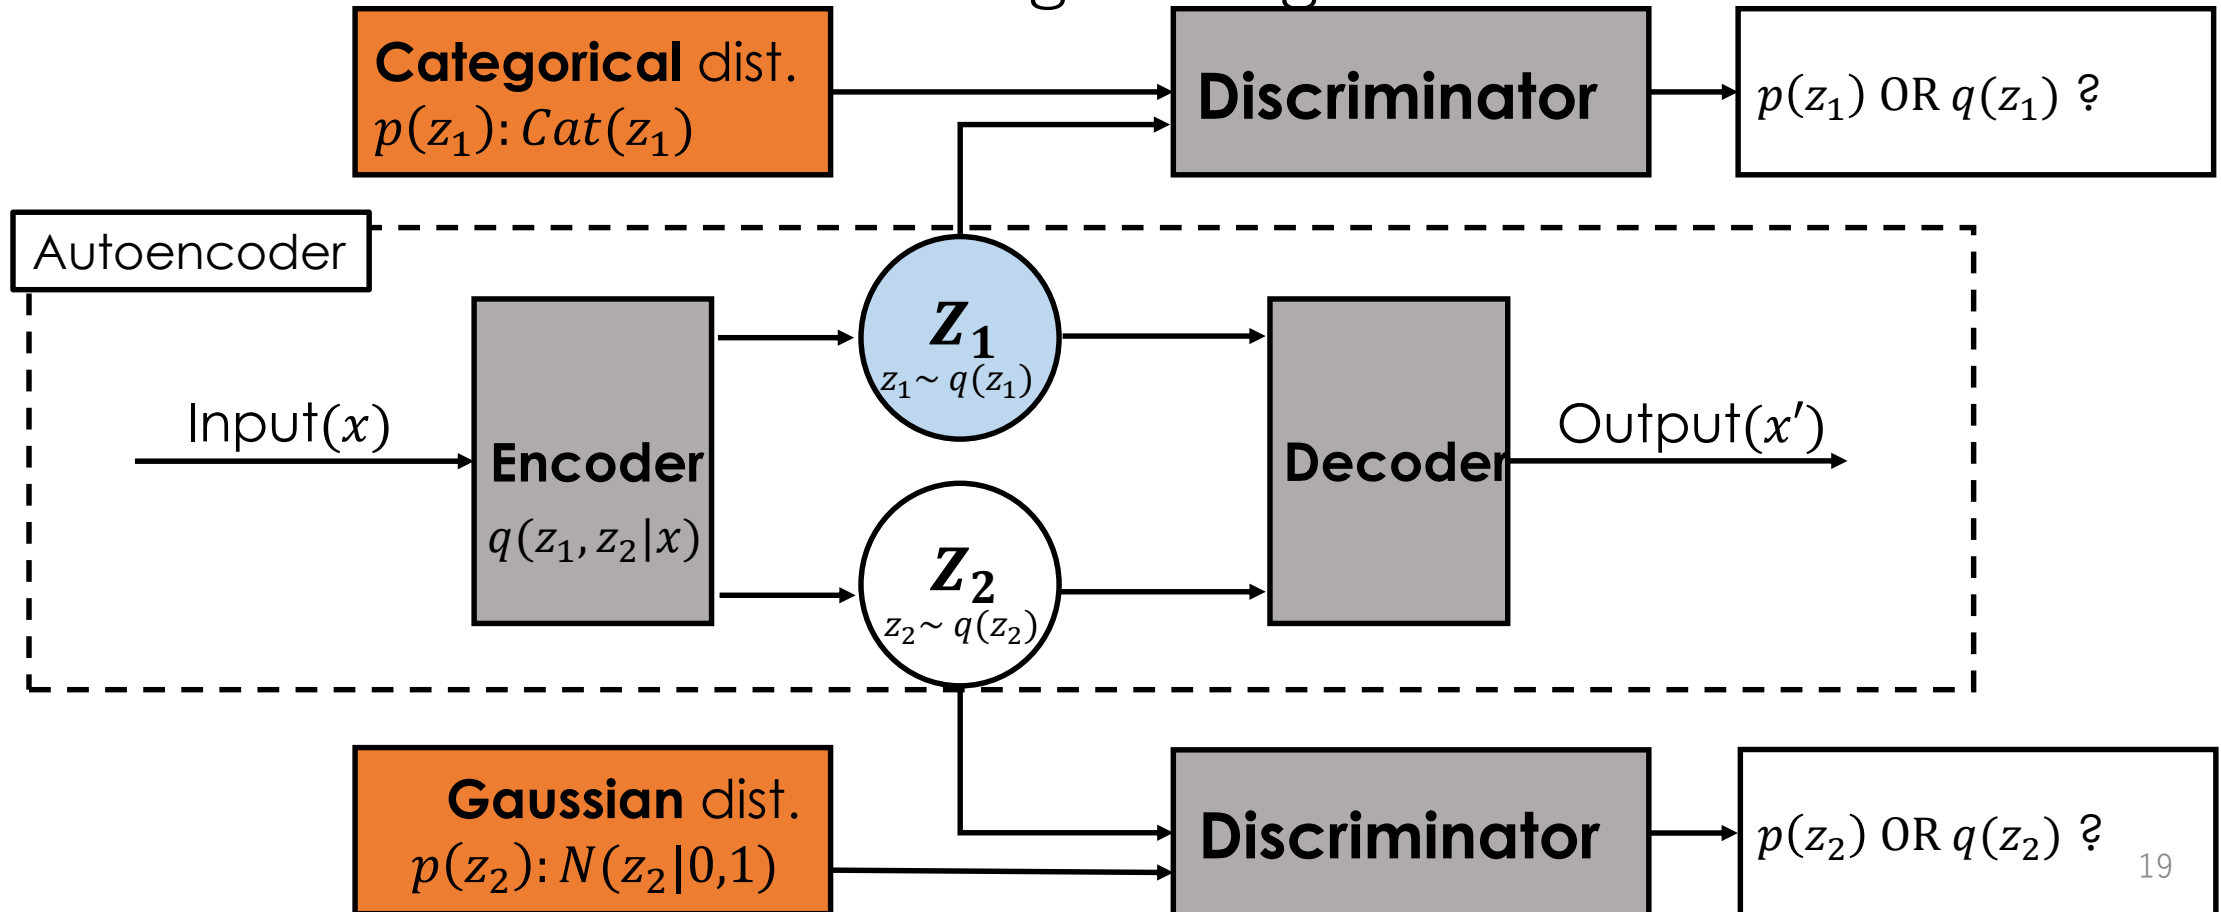 Categorical dist.
p(z₁): Cat(z₁)
Discriminator
p(z₁) OR q(z₁) ?
Autoencoder
Input(x)
Encoder
q(z₁, z₂|x)
Z₁
z₁~ q(z₁)
Z₂
z₂~ q(z₂)
Decoder
Output(x′)
Gaussian dist.
p(z₂): N(z₂|0,1)
Discriminator
p(z₂) OR q(z₂) ?
19